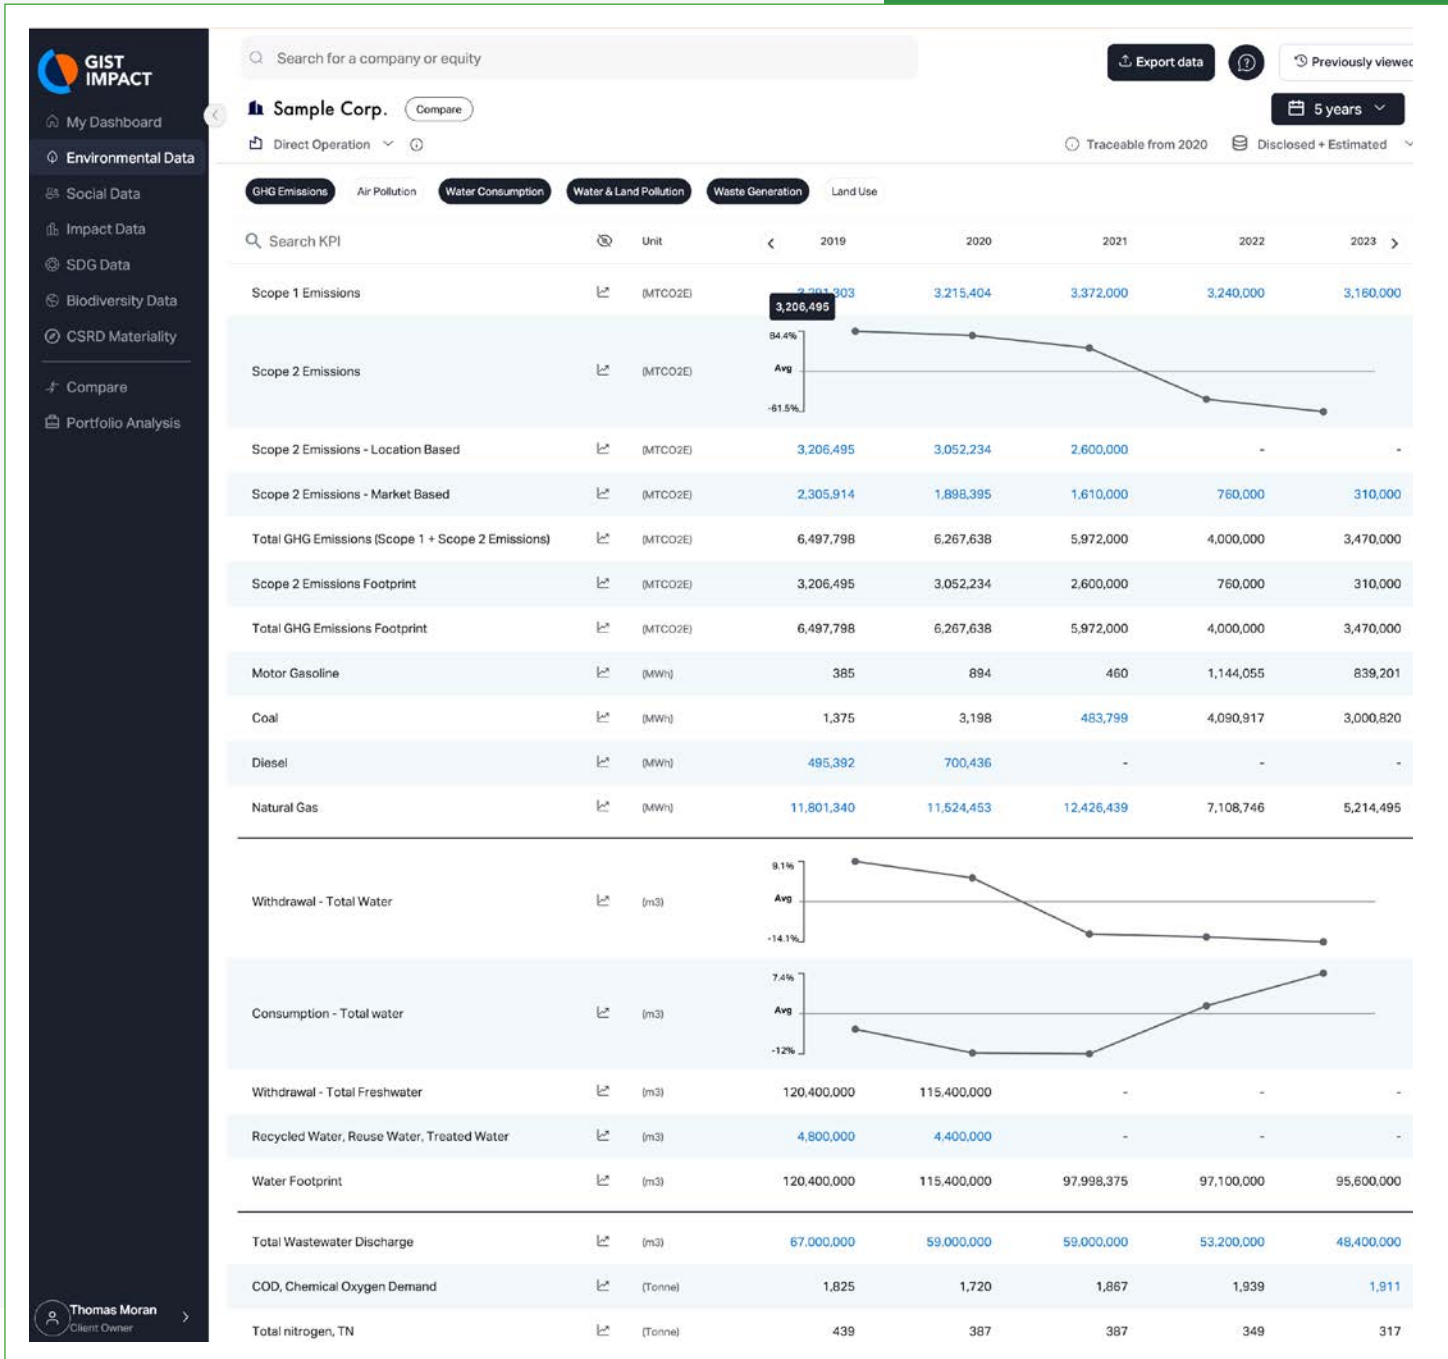 GIST
IMPACT
My Dashboard
Environmental Data
Social Data
Impact Data
SDG Data
Biodiversity Data
CSRD Materiality
Compare
Portfolio Analysis
Thomas Moran
Client Owner
Search for a company or equity
Export data
Previously viewed
Sample Corp. Compare
5 years
Direct Operation
Traceable from 2020 Disclosed + Estimated
GHG Emissions Air Pollution Water Consumption Water & Land Pollution Waste Generation Land Use
Search KPI Unit 2019 2020 2021 2022 2023
Scope 1 Emissions (MTCO2E) 3,291,303 3,215,404 3,372,000 3,240,000 3,160,000
3,206,495
84.4%
Scope 2 Emissions (MTCO2E) Avg
-61.5%
Scope 2 Emissions - Location Based (MTCO2E) 3,206,495 3,052,234 2,600,000 - -
Scope 2 Emissions - Market Based (MTCO2E) 2,305,914 1,898,395 1,610,000 760,000 310,000
Total GHG Emissions (Scope 1 + Scope 2 Emissions) (MTCO2E) 6,497,798 6,267,638 5,972,000 4,000,000 3,470,000
Scope 2 Emissions Footprint (MTCO2E) 3,206,495 3,052,234 2,600,000 760,000 310,000
Total GHG Emissions Footprint (MTCO2E) 6,497,798 6,267,638 5,972,000 4,000,000 3,470,000
Motor Gasoline (MWh) 385 894 460 1,144,055 839,201
Coal (MWh) 1,375 3,198 483,799 4,090,917 3,000,820
Diesel (MWh) 495,392 700,436 - - -
Natural Gas (MWh) 11,801,340 11,524,453 12,426,439 7,108,746 5,214,495
9.1%
Withdrawal - Total Water (m3) Avg
-14.1%
7.4%
Consumption - Total water (m3) Avg
-12%
Withdrawal - Total Freshwater (m3) 120,400,000 115,400,000 - - -
Recycled Water, Reuse Water, Treated Water (m3) 4,800,000 4,400,000 - - -
Water Footprint (m3) 120,400,000 115,400,000 97,998,375 97,100,000 95,600,000
Total Wastewater Discharge (m3) 67,000,000 59,000,000 59,000,000 53,200,000 48,400,000
COD, Chemical Oxygen Demand (Tonne) 1,825 1,720 1,867 1,939 1,911
Total nitrogen, TN (Tonne) 439 387 387 349 317